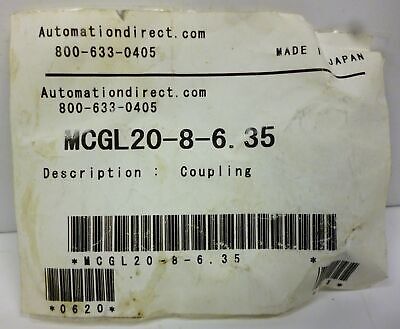 Automationdirect.com
800-633-0405
MADE I JAPAN
Automationdirect.com
800-633-0405
MCGL20-8-6.35
Description : Coupling
*MCGL20-8-6.35 *
*0620*